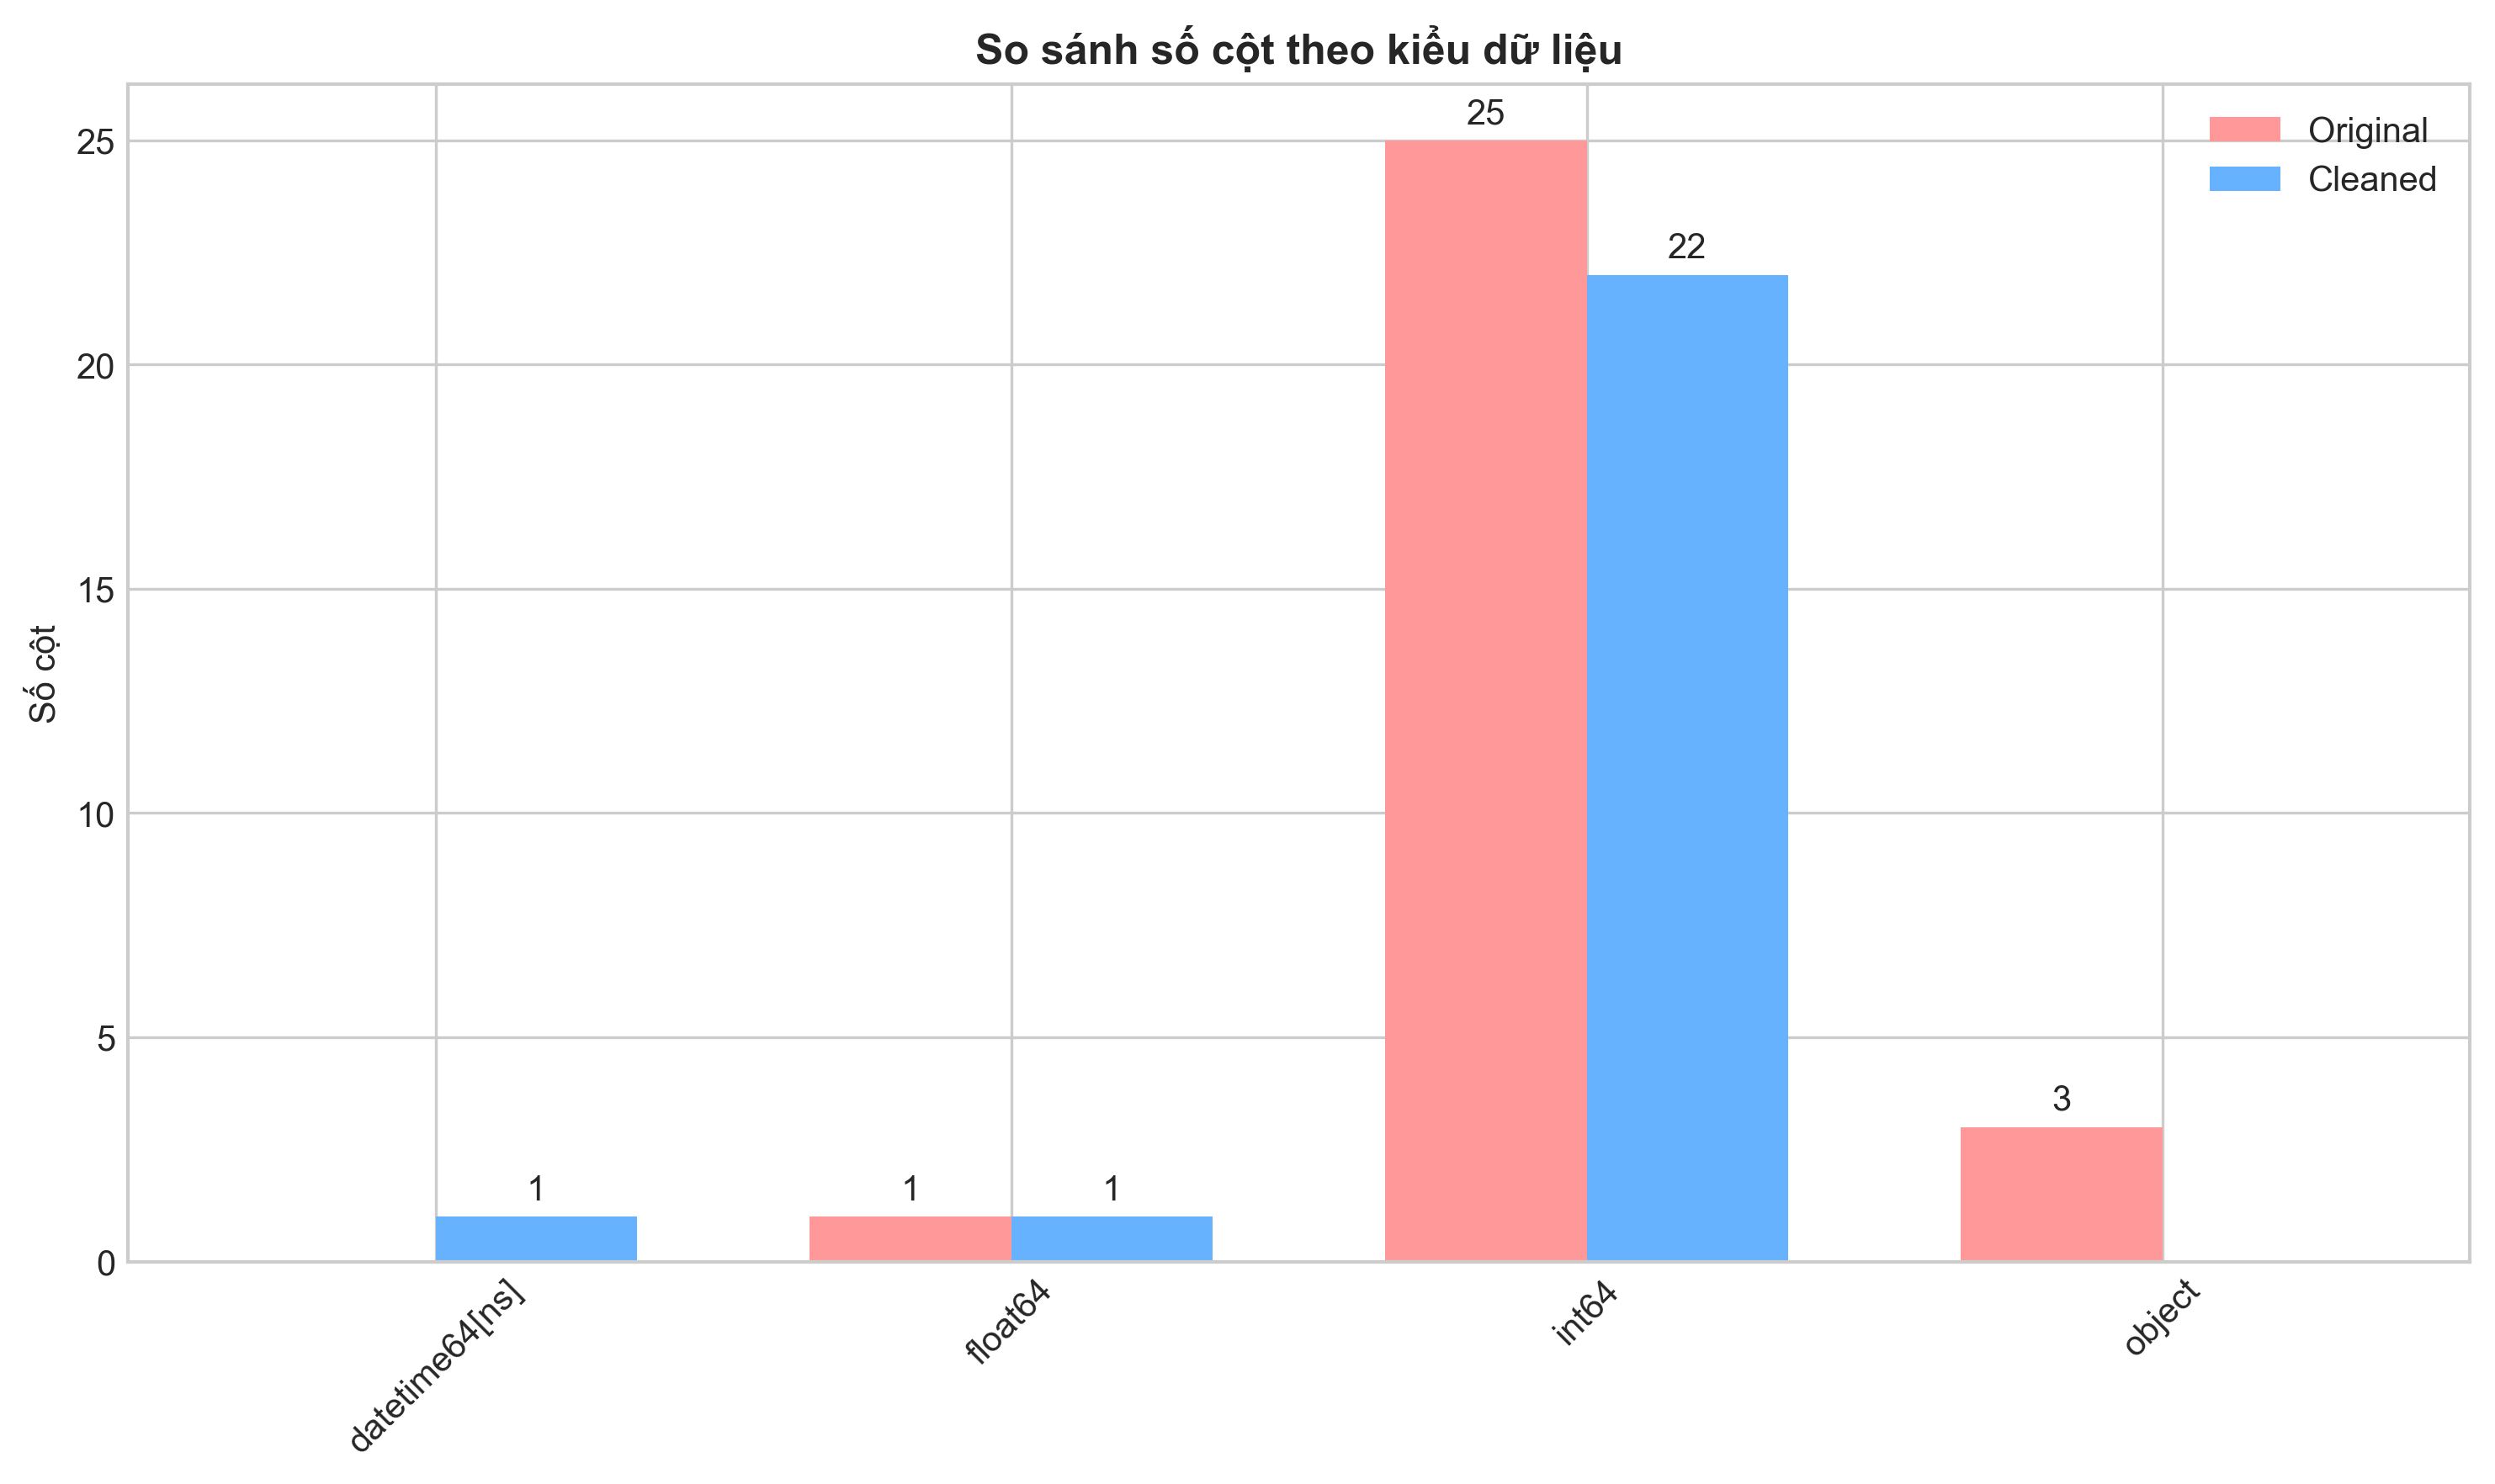 So sánh số cột theo kiểu dữ liệu
Original
Cleaned
Số cột
25
20
15
10
5
0
1
1
1
25
22
3
datetime64[ns]
float64
int64
object